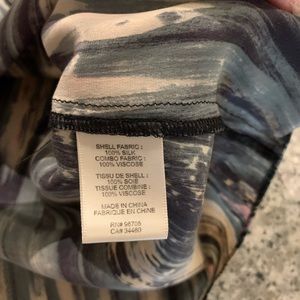 SHELL FABRIC :
100% SILK
COMBO FABRIC :
100% VISCOSE
TISSU DE SHELL :
100% SOIE
TISSUE COMBINE :
100% VISCOSE
MADE IN CHINA
FABRIQUE EN CHINE
RN# 96705
CA# 34460